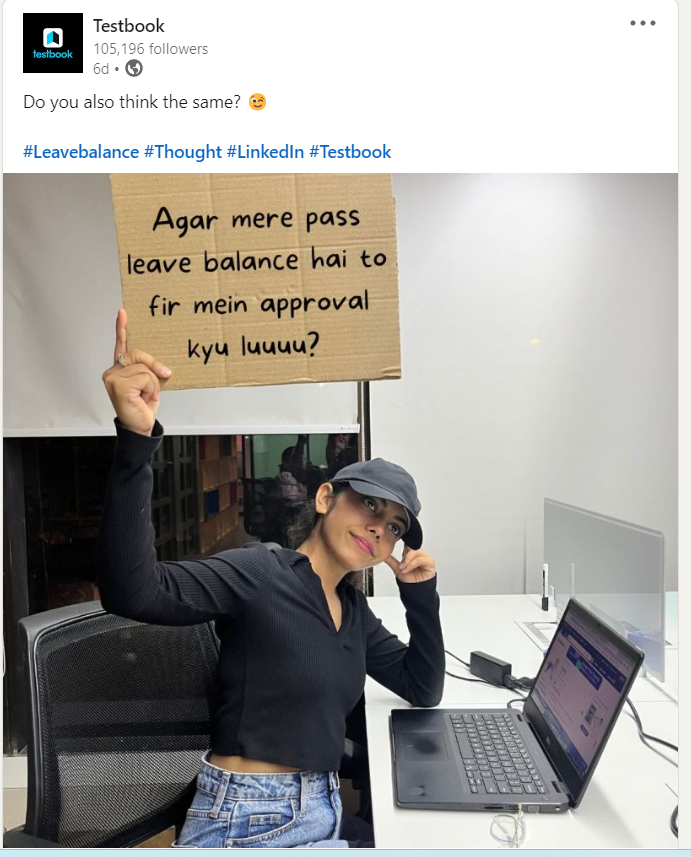 testbook
Testbook
105,196 followers
6d •
Do you also think the same? 😉
#Leavebalance #Thought #LinkedIn #Testbook
Agar mere pass
leave balance hai to
fir mein approval
kyu luuuu?